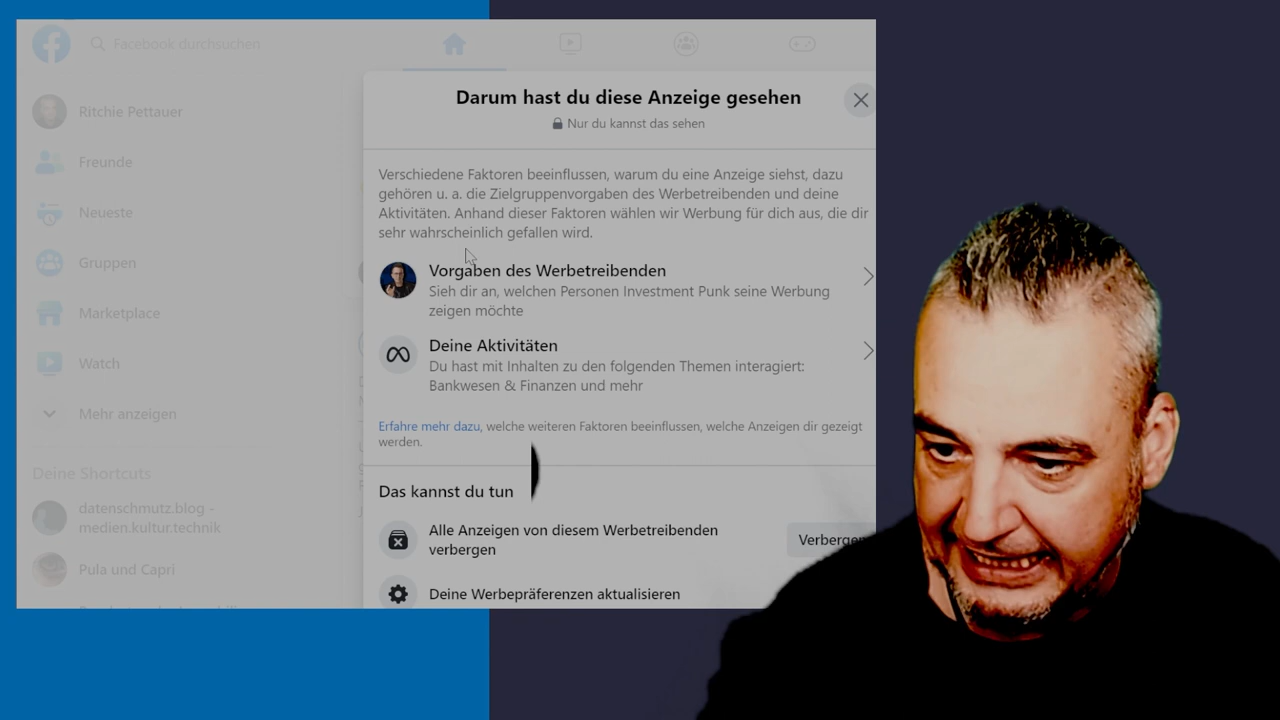 Facebook durchsuchen
Ritchie Pettauer
Freunde
Neueste
Gruppen
Marketplace
Watch
Mehr anzeigen
Deine Shortcuts
datenschmutz.blog -
medien.kultur.technik
Pula und Capri
Darum hast du diese Anzeige gesehen
Nur du kannst das sehen
Verschiedene Faktoren beeinflussen, warum du eine Anzeige siehst, dazu
gehören u. a. die Zielgruppenvorgaben des Werbetreibenden und deine
Aktivitäten. Anhand dieser Faktoren wählen wir Werbung für dich aus, die dir
sehr wahrscheinlich gefallen wird.
Vorgaben des Werbetreibenden
Sieh dir an, welchen Personen Investment Punk seine Werbung
zeigen möchte
Deine Aktivitäten
Du hast mit Inhalten zu den folgenden Themen interagiert:
Bankwesen & Finanzen und mehr
Erfahre mehr dazu, welche weiteren Faktoren beeinflussen, welche Anzeigen dir gezeigt
werden.
Das kannst du tun
Alle Anzeigen von diesem Werbetreibenden
verbergen
Verbergen
Deine Werbepräferenzen aktualisieren